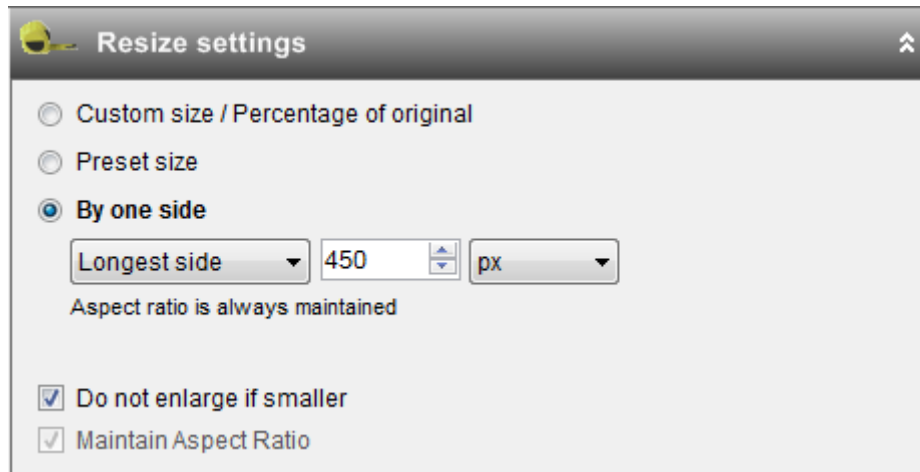 Resize settings
Custom size / Percentage of original
Preset size
By one side
Longest side 450 px
Aspect ratio is always maintained
Do not enlarge if smaller
Maintain Aspect Ratio